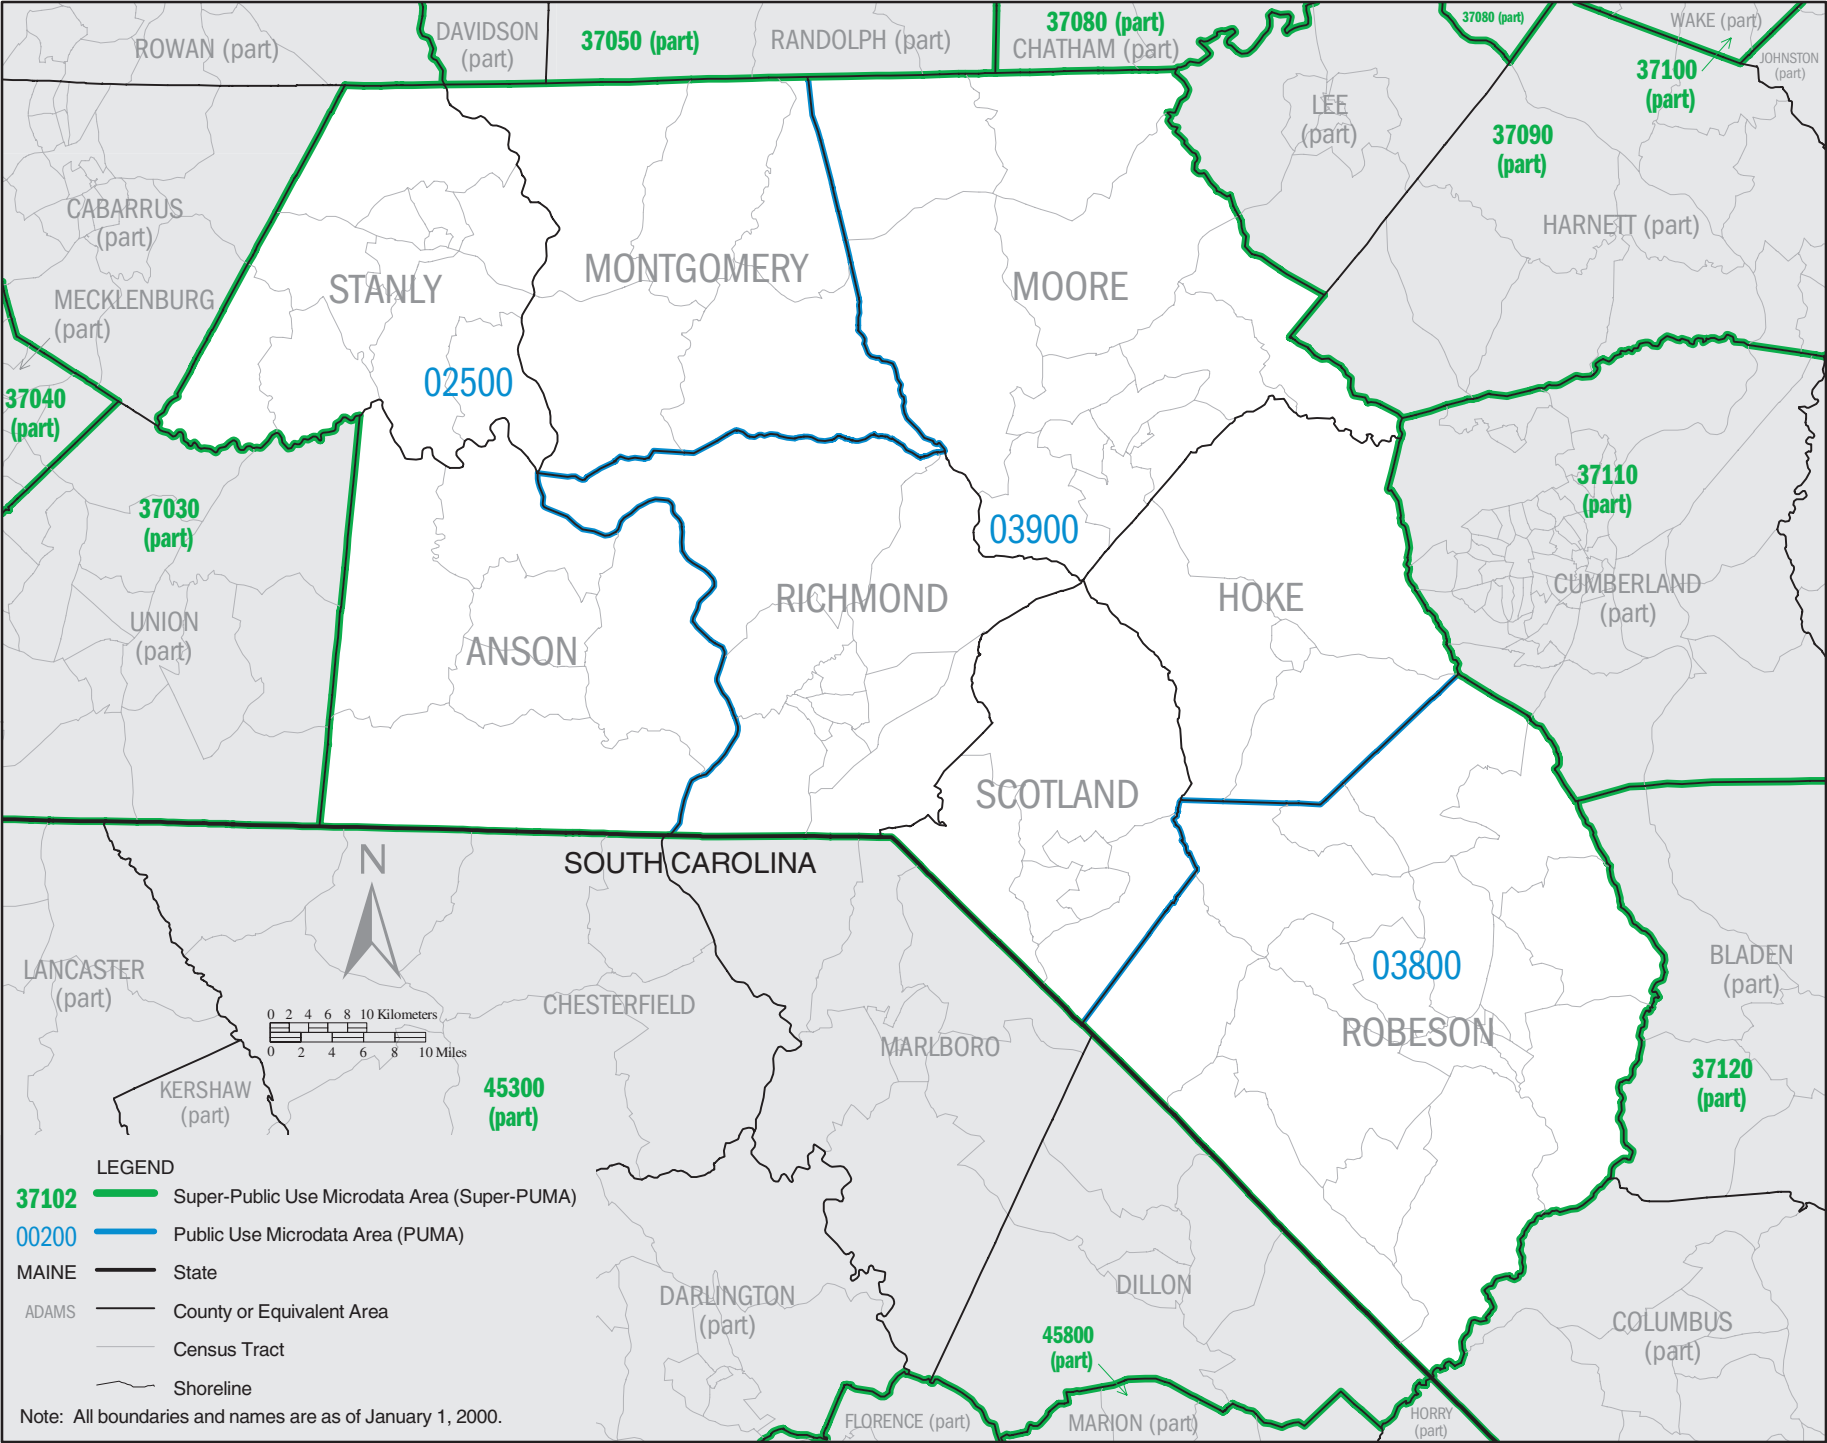 ROWAN (part)
DAVIDSON
(part)
37050 (part)
RANDOLPH (part)
37080 (part)
CHATHAM (part)
37080 (part)
WAKE (part)
JOHNSTON
(part)
37100
(part)
LEE
(part)
37090
(part)
HARNETT (part)
CABARRUS
(part)
MECKLENBURG
(part)
STANLY
MONTGOMERY
MOORE
02500
37040
(part)
37030
(part)
03900
37110
(part)
CUMBERLAND
(part)
UNION
(part)
ANSON
RICHMOND
HOKE
SCOTLAND
SOUTH CAROLINA
N
LANCASTER
(part)
CHESTERFIELD
03800
ROBESON
BLADEN
(part)
0 2 4 6 8 10 Kilometers
0 2 4 6 8 10 Miles
MARLBORO
KERSHAW
(part)
45300
(part)
37120
(part)
LEGEND
37102 Super-Public Use Microdata Area (Super-PUMA)
00200 Public Use Microdata Area (PUMA)
MAINE State
ADAMS County or Equivalent Area
Census Tract
Shoreline
Note: All boundaries and names are as of January 1, 2000.
DARLINGTON
(part)
DILLON
45800
(part)
COLUMBUS
(part)
FLORENCE (part)
MARION (part)
HORRY
(part)